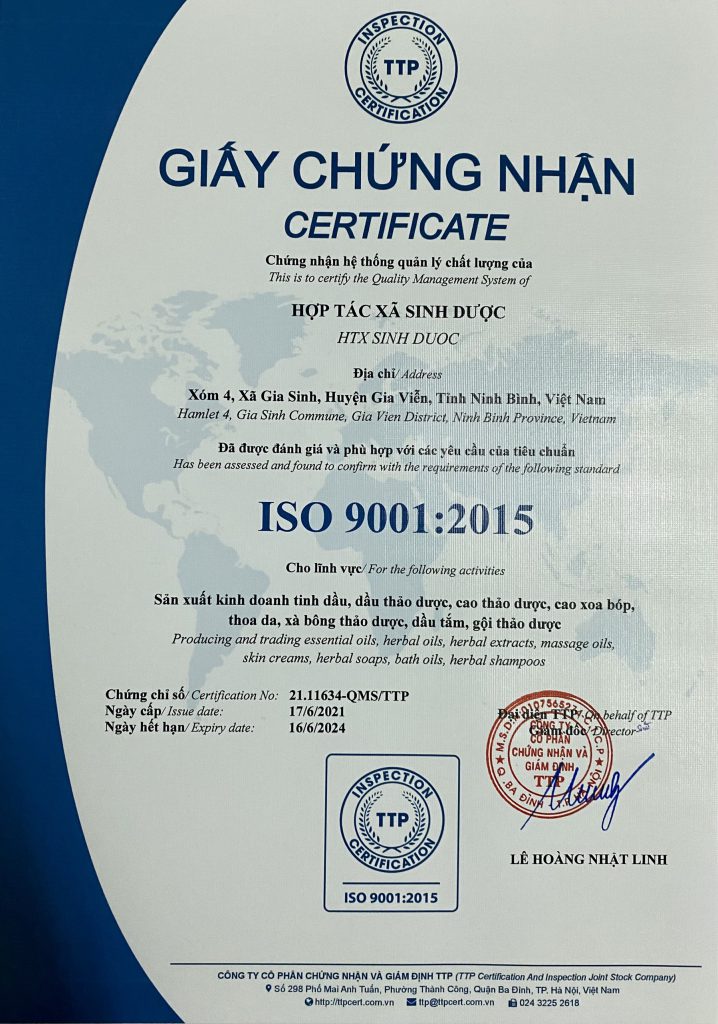 INSPECTION
TTP
CERTIFICATION
GIẤY CHỨNG NHẬN
CERTIFICATE
Chứng nhận hệ thống quản lý chất lượng của
This is to certify the Quality Management System of
HỢP TÁC XÃ SINH DƯỢC
HTX SINH DUOC
Địa chỉ/ Address
Xóm 4, Xã Gia Sinh, Huyện Gia Viễn, Tỉnh Ninh Bình, Việt Nam
Hamlet 4, Gia Sinh Commune, Gia Vien District, Ninh Binh Province, Vietnam
Đã được đánh giá và phù hợp với các yêu cầu của tiêu chuẩn
Has been assessed and found to confirm with the requirements of the following standard
ISO 9001:2015
Cho lĩnh vực/ For the following activities
Sản xuất kinh doanh tinh dầu, dầu thảo dược, cao thảo dược, cao xoa bóp,
thoa da, xà bông thảo dược, dầu tắm, gội thảo dược
Producing and trading essential oils, herbal oils, herbal extracts, massage oils,
skin creams, herbal soaps, bath oils, herbal shampoos
Chứng chỉ số/ Certification No: 21.11634-QMS/TTP
Ngày cấp/ Issue date: 17/6/2021
Ngày hết hạn/ Expiry date: 16/6/2024
Đại diện TTP/ On behalf of TTP
Giám đốc/ Director
CÔNG TY
CỔ PHẦN
CHỨNG NHẬN VÀ
GIÁM ĐỊNH
TTP
Q. BA ĐÌNH - T.P HÀ NỘI
LÊ HOÀNG NHẬT LINH
INSPECTION
TTP
CERTIFICATION
ISO 9001:2015
CÔNG TY CỔ PHẦN CHỨNG NHẬN VÀ GIÁM ĐỊNH TTP (TTP Certification And Inspection Joint Stock Company)
Số 298 Phố Mai Anh Tuấn, Phường Thành Công, Quận Ba Đình, TP. Hà Nội, Việt Nam
http://ttpcert.com.vn ttp@ttpcert.com.vn 024 3225 2618